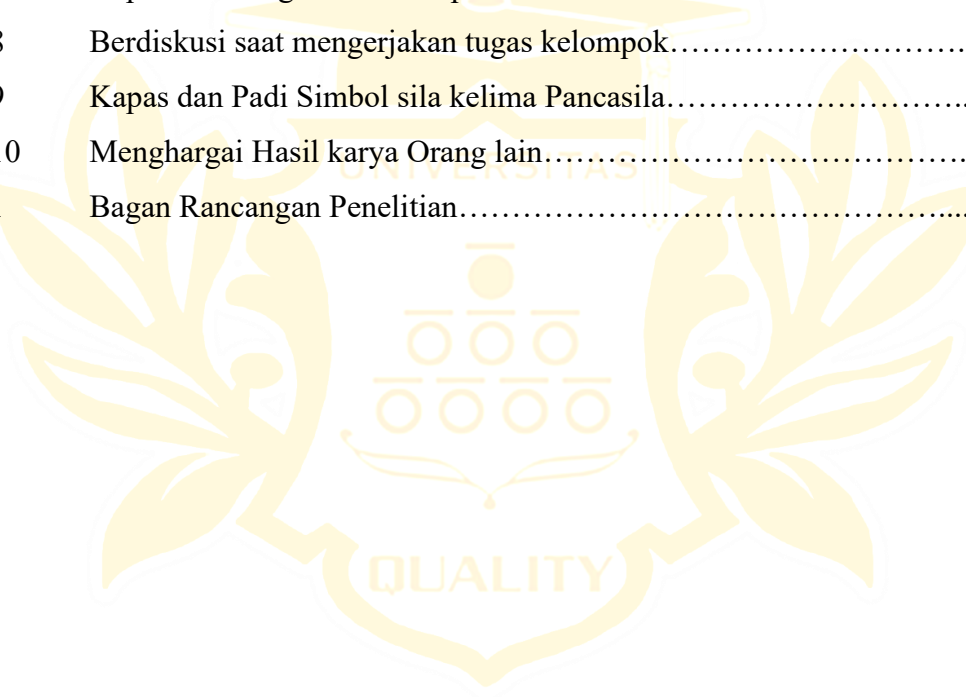 8 Berdiskusi saat mengerjakan tugas kelompok……………………….
9 Kapas dan Padi Simbol sila kelima Pancasila………………………..
10 Menghargai Hasil karya Orang lain………………………………….
Bagan Rancangan Penelitian………………………………………....
UNIVERSITAS
QUALITY